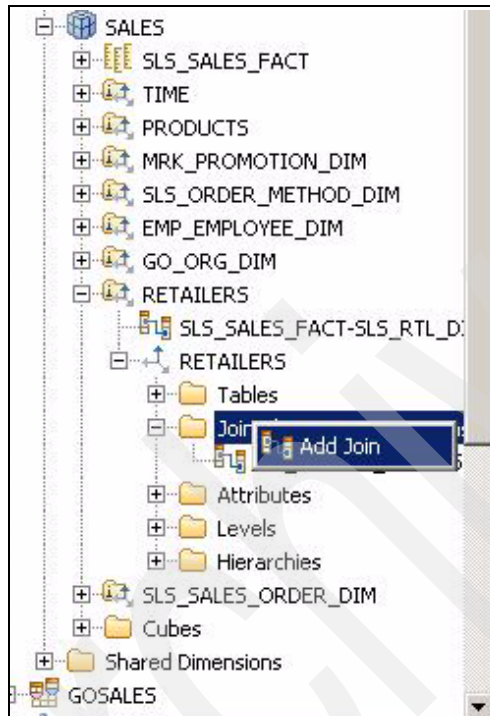 SALES
SLS_SALES_FACT
TIME
PRODUCTS
MRK_PROMOTION_DIM
SLS_ORDER_METHOD_DIM
EMP_EMPLOYEE_DIM
GO_ORG_DIM
RETAILERS
SLS_SALES_FACT-SLS_RTL_D
RETAILERS
Tables
Add Join
Attributes
Levels
Hierarchies
SLS_SALES_ORDER_DIM
Cubes
Shared Dimensions
GOSALES